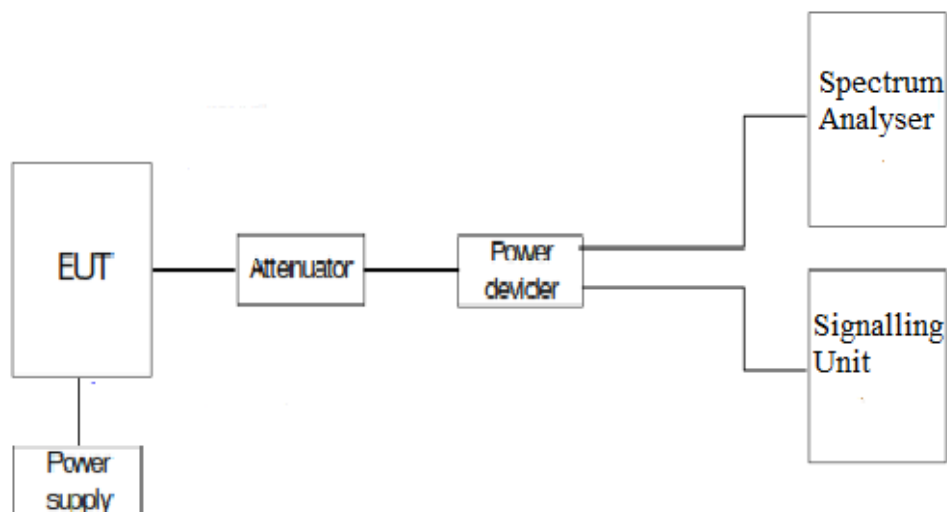 Spectrum
Analyser
EUT
Attenuator
Power
devider
Signalling
Unit
Power
supply